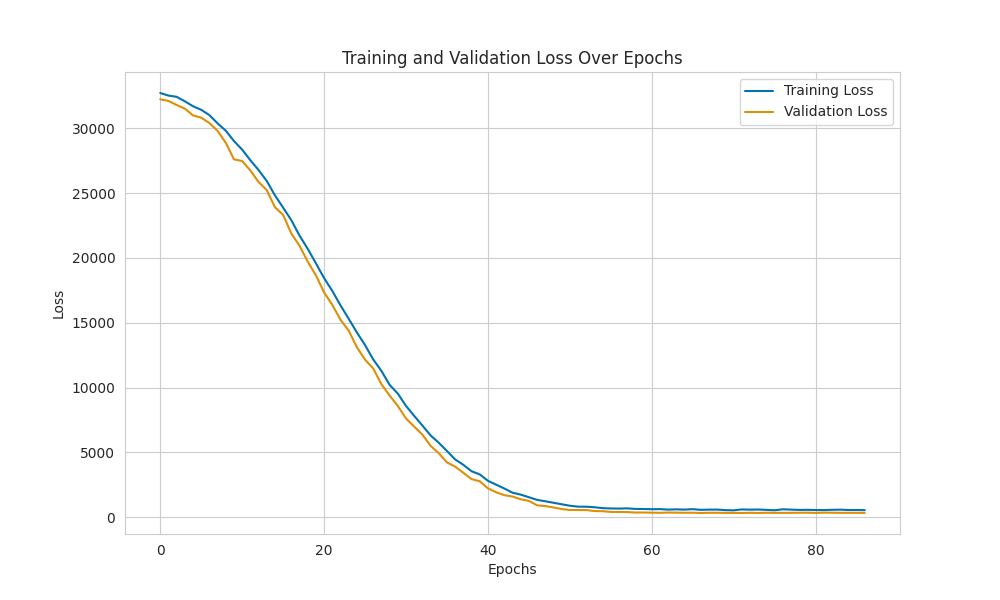 Training and Validation Loss Over Epochs
Training Loss
Validation Loss
30000
25000
20000
15000
10000
5000
0
Loss
0 20 40 60 80
Epochs